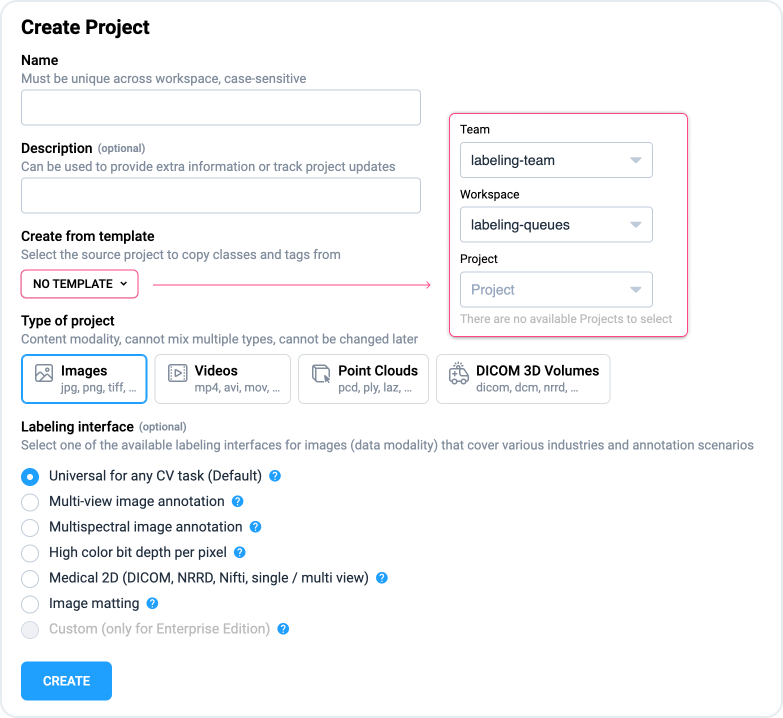 Create Project
Name
Must be unique across workspace, case-sensitive
Description (optional)
Can be used to provide extra information or track project updates
Create from template
Select the source project to copy classes and tags from
NO TEMPLATE
Team
labeling-team
Workspace
labeling-queues
Project
Project
There are no available Projects to select
Type of project
Content modality, cannot mix multiple types, cannot be changed later
Images
jpg, png, tiff, ...
Videos
mp4, avi, mov, ...
Point Clouds
pcd, ply, laz, ...
DICOM 3D Volumes
dicom, dcm, nrrd, ...
Labeling interface (optional)
Select one of the available labeling interfaces for images (data modality) that cover various industries and annotation scenarios
Universal for any CV task (Default) ?
Multi-view image annotation ?
Multispectral image annotation ?
High color bit depth per pixel ?
Medical 2D (DICOM, NRRD, Nifti, single / multi view) ?
Image matting ?
Custom (only for Enterprise Edition) ?
CREATE